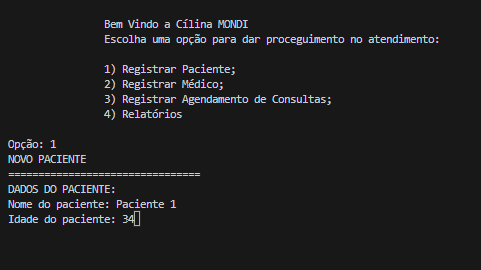 Bem Vindo a Cílina MONDI
Escolha uma opção para dar proceguimento no atendimento:
1) Registrar Paciente;
2) Registrar Médico;
3) Registrar Agendamento de Consultas;
4) Relatórios
Opção: 1
NOVO PACIENTE
================================
DADOS DO PACIENTE:
Nome do paciente: Paciente 1
Idade do paciente: 34